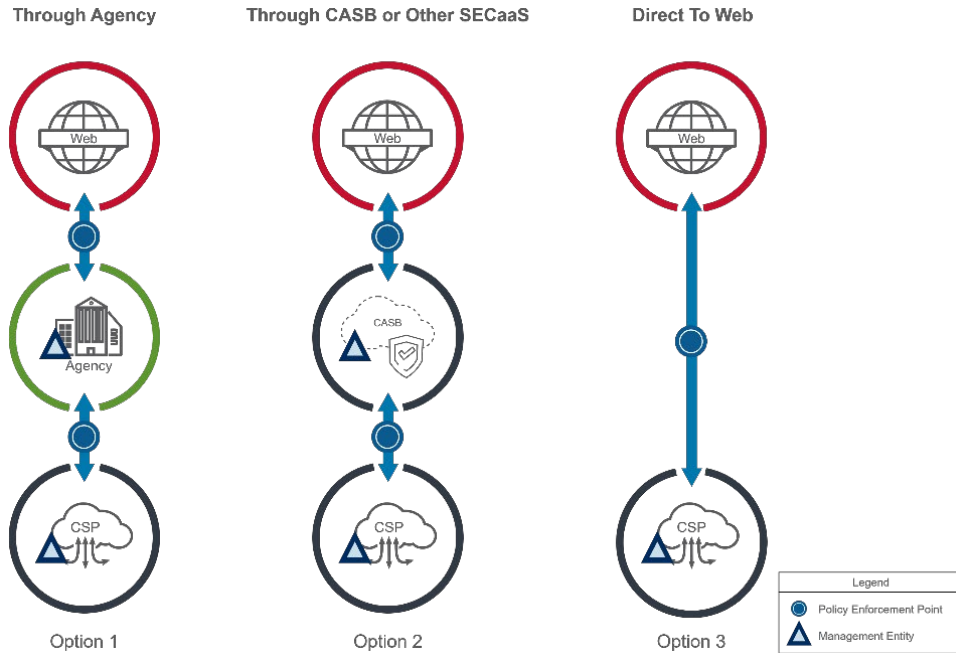 Through Agency
Through CASB or Other SECaaS
Direct To Web
Web
Web
Web
Agency
CASB
CSP
CSP
CSP
Option 1
Option 2
Option 3
Legend
Policy Enforcement Point
Management Entity